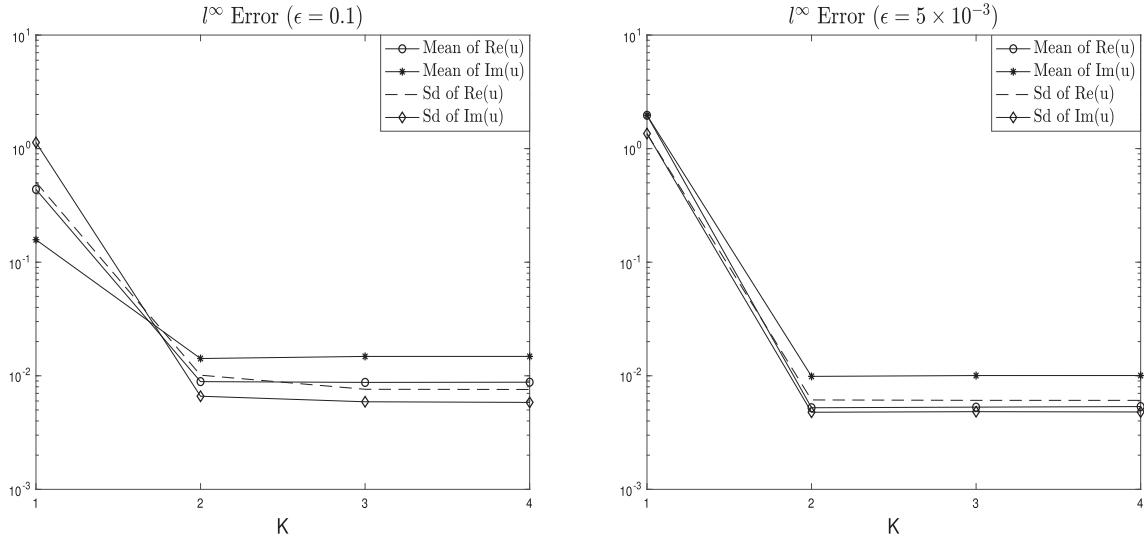 l^∞ Error (ϵ = 0.1)
10^1
10^0
10^-1
10^-2
10^-3
1 2 3 4
K
Mean of Re(u)
Mean of Im(u)
Sd of Re(u)
Sd of Im(u)
l^∞ Error (ϵ = 5 × 10^−3)
10^1
10^0
10^-1
10^-2
10^-3
1 2 3 4
K
Mean of Re(u)
Mean of Im(u)
Sd of Re(u)
Sd of Im(u)